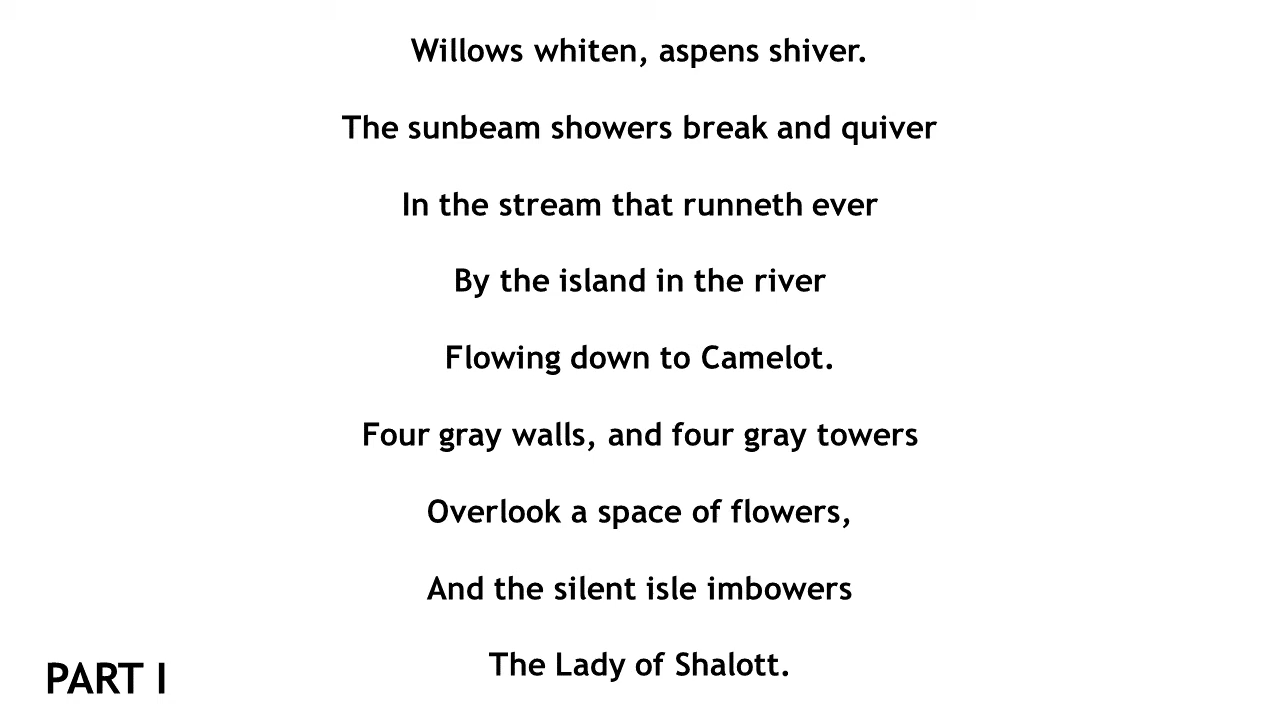 Willows whiten, aspens shiver.
The sunbeam showers break and quiver
In the stream that runneth ever
By the island in the river
Flowing down to Camelot.
Four gray walls, and four gray towers
Overlook a space of flowers,
And the silent isle imbowers
The Lady of Shalott.
PART I